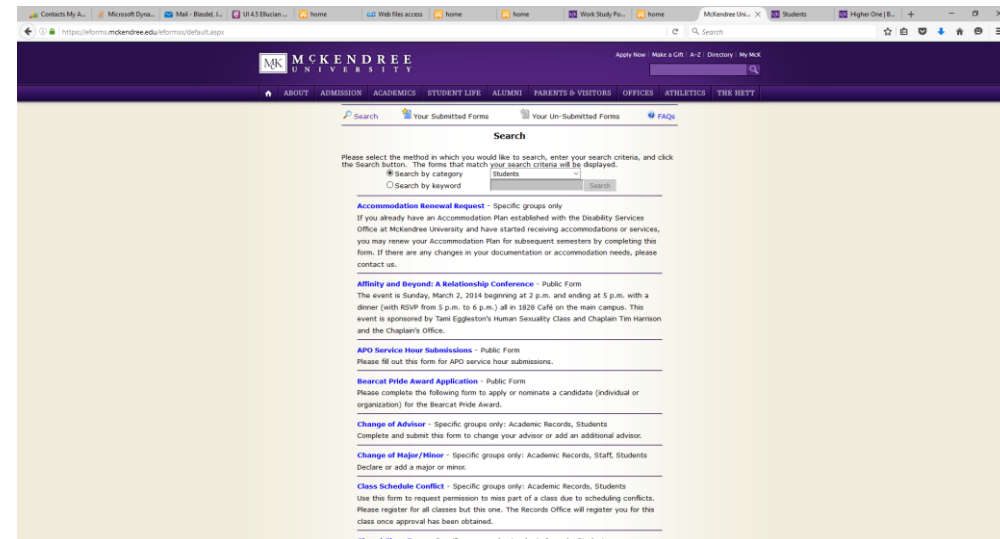 Contacts My A... Microsoft Dyna... Mail - Blasdel, J... UI 4.5 Ellucian ... home Web files access home home Work Study Po... home McKendree Uni... Students Higher One | B...
https://eforms.mckendree.edu/eformss/default.aspx Search
Apply Now Make a Gift A-Z Directory My McK
MK McKENDREE
UNIVERSITY
ABOUT ADMISSION ACADEMICS STUDENT LIFE ALUMNI PARENTS & VISITORS OFFICES ATHLETICS THE HETT
Search Your Submitted Forms Your Un-Submitted Forms FAQs
Search
Please select the method in which you would like to search, enter your search criteria, and click
the Search button. The forms that match your search criteria will be displayed.
Search by category Students
Search by keyword Search
Accommodation Renewal Request - Specific groups only
If you already have an Accommodation Plan established with the Disability Services
Office at McKendree University and have started receiving accommodations or services,
you may renew your Accommodation Plan for subsequent semesters by completing this
form. If there are any changes in your documentation or accommodation needs, please
contact us.
Affinity and Beyond: A Relationship Conference - Public Form
The event is Sunday, March 2, 2014 beginning at 2 p.m. and ending at 5 p.m. with a
dinner (with RSVP from 5 p.m. to 6 p.m.) all in 1828 Café on the main campus. This
event is sponsored by Tami Eggleston's Human Sexuality Class and Chaplain Tim Harrison
and the Chaplain's Office.
APO Service Hour Submissions - Public Form
Please fill out this form for APO service hour submissions.
Bearcat Pride Award Application - Public Form
Please complete the following form to apply or nominate a candidate (individual or
organization) for the Bearcat Pride Award.
Change of Advisor - Specific groups only: Academic Records, Students
Complete and submit this form to change your advisor or add an additional advisor.
Change of Major/Minor - Specific groups only: Academic Records, Staff, Students
Declare or add a major or minor.
Class Schedule Conflict - Specific groups only: Academic Records, Students
Use this form to request permission to miss part of a class due to scheduling conflicts.
Please register for all classes but this one. The Records Office will register you for this
class once approval has been obtained.